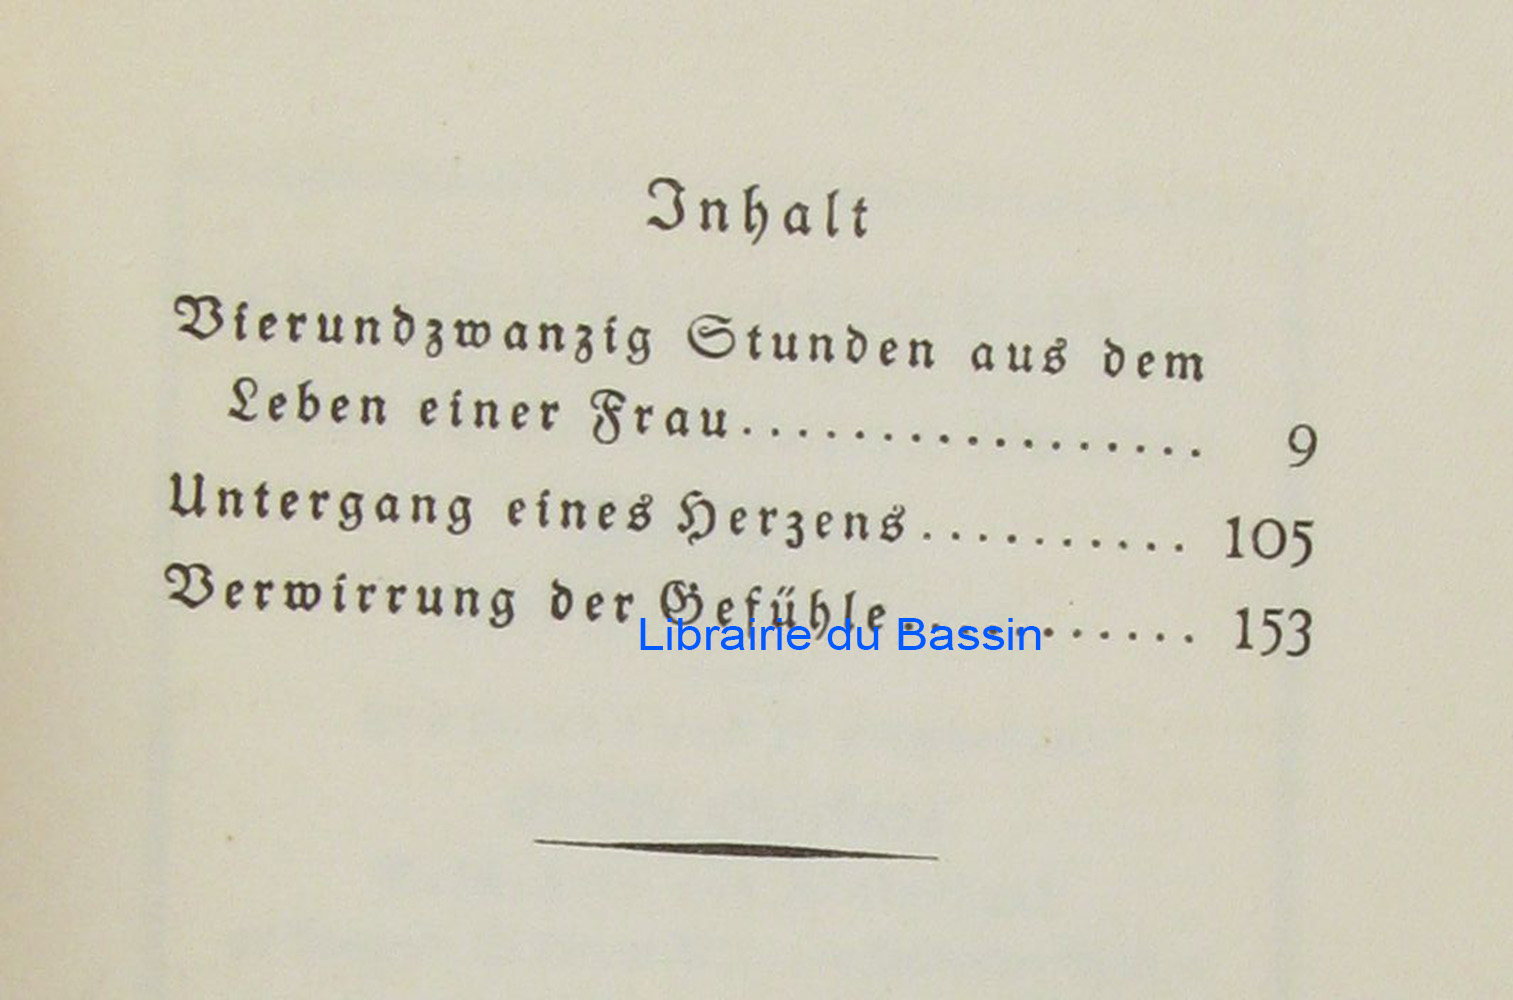 Inhalt
Vierundzwanzig Stunden aus dem
Leben einer Frau.................. 9
Untergang eines Herzens.......... 105
Verwirrung der Gefühle........... 153
Librairie du Bassin